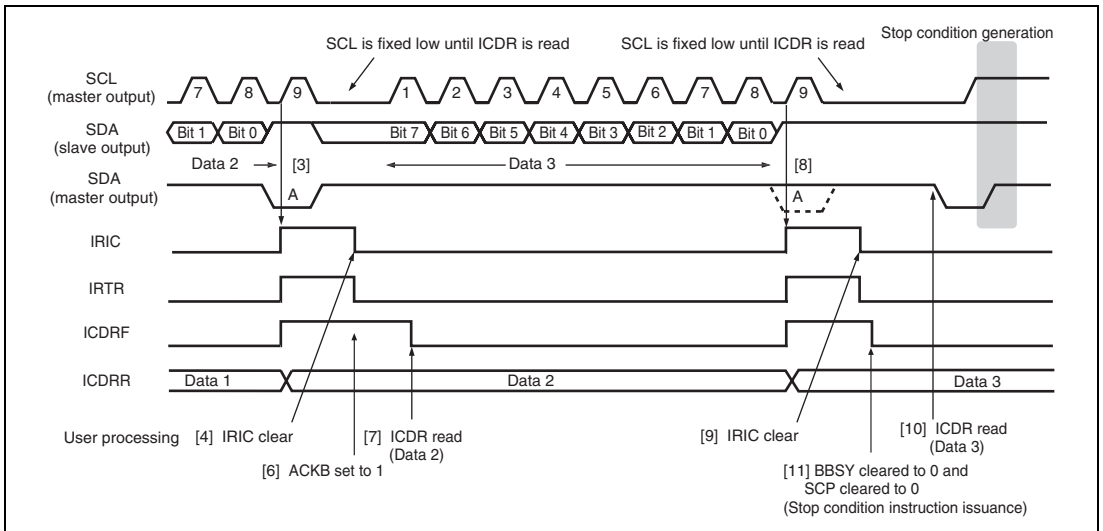 Stop condition generation
SCL is fixed low until ICDR is read
SCL is fixed low until ICDR is read
SCL
(master output)
7 8 9 1 2 3 4 5 6 7 8 9
SDA
(slave output)
Bit 1 Bit 0 Bit 7 Bit 6 Bit 5 Bit 4 Bit 3 Bit 2 Bit 1 Bit 0
Data 2 [3] Data 3 [8]
SDA
(master output)
A A
IRIC
IRTR
ICDRF
ICDRR
Data 1 Data 2 Data 3
User processing
[4] IRIC clear
[6] ACKB set to 1
[7] ICDR read
(Data 2)
[9] IRIC clear
[10] ICDR read
(Data 3)
[11] BBSY cleared to 0 and
SCP cleared to 0
(Stop condition instruction issuance)